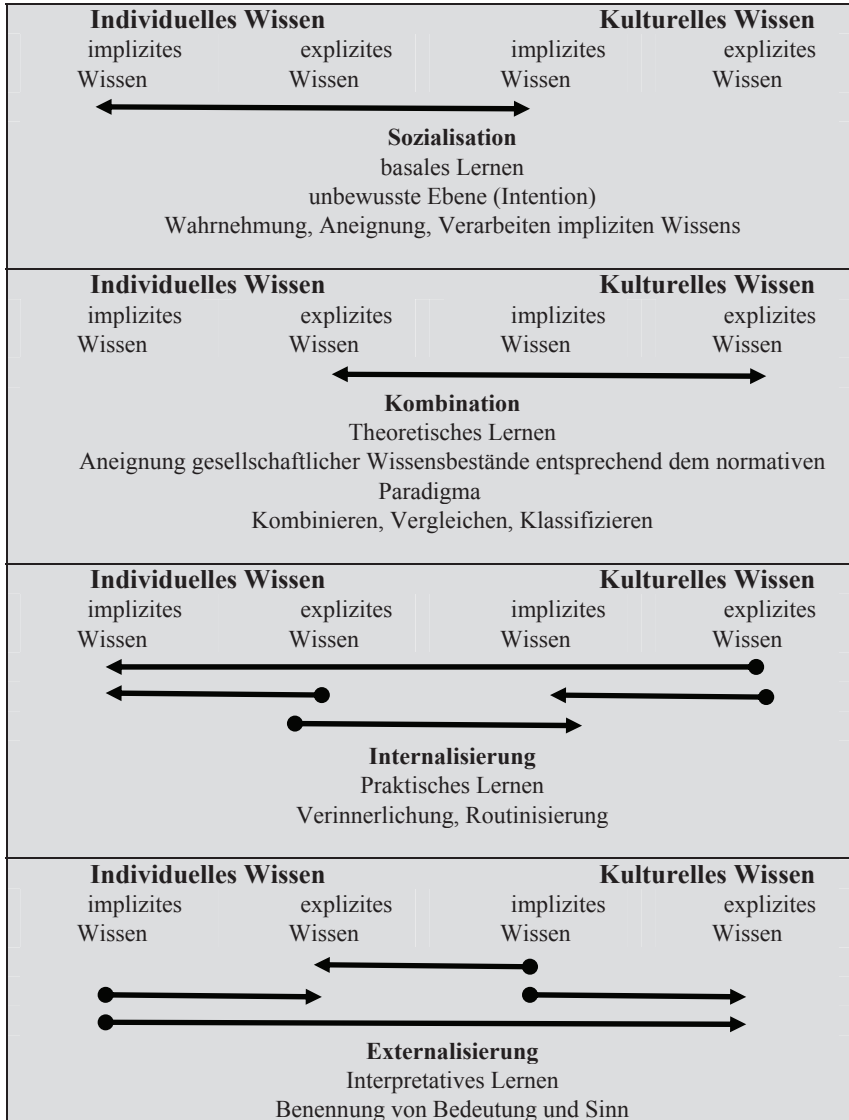 Individuelles Wissen Kulturelles Wissen
implizites explizites implizites explizites
Wissen Wissen Wissen Wissen
Sozialisation
basales Lernen
unbewusste Ebene (Intention)
Wahrnehmung, Aneignung, Verarbeiten impliziten Wissens
Individuelles Wissen Kulturelles Wissen
implizites explizites implizites explizites
Wissen Wissen Wissen Wissen
Kombination
Theoretisches Lernen
Aneignung gesellschaftlicher Wissensbestände entsprechend dem normativen
Paradigma
Kombinieren, Vergleichen, Klassifizieren
Individuelles Wissen Kulturelles Wissen
implizites explizites implizites explizites
Wissen Wissen Wissen Wissen
Internalisierung
Praktisches Lernen
Verinnerlichung, Routinisierung
Individuelles Wissen Kulturelles Wissen
implizites explizites implizites explizites
Wissen Wissen Wissen Wissen
Externalisierung
Interpretatives Lernen
Benennung von Bedeutung und Sinn